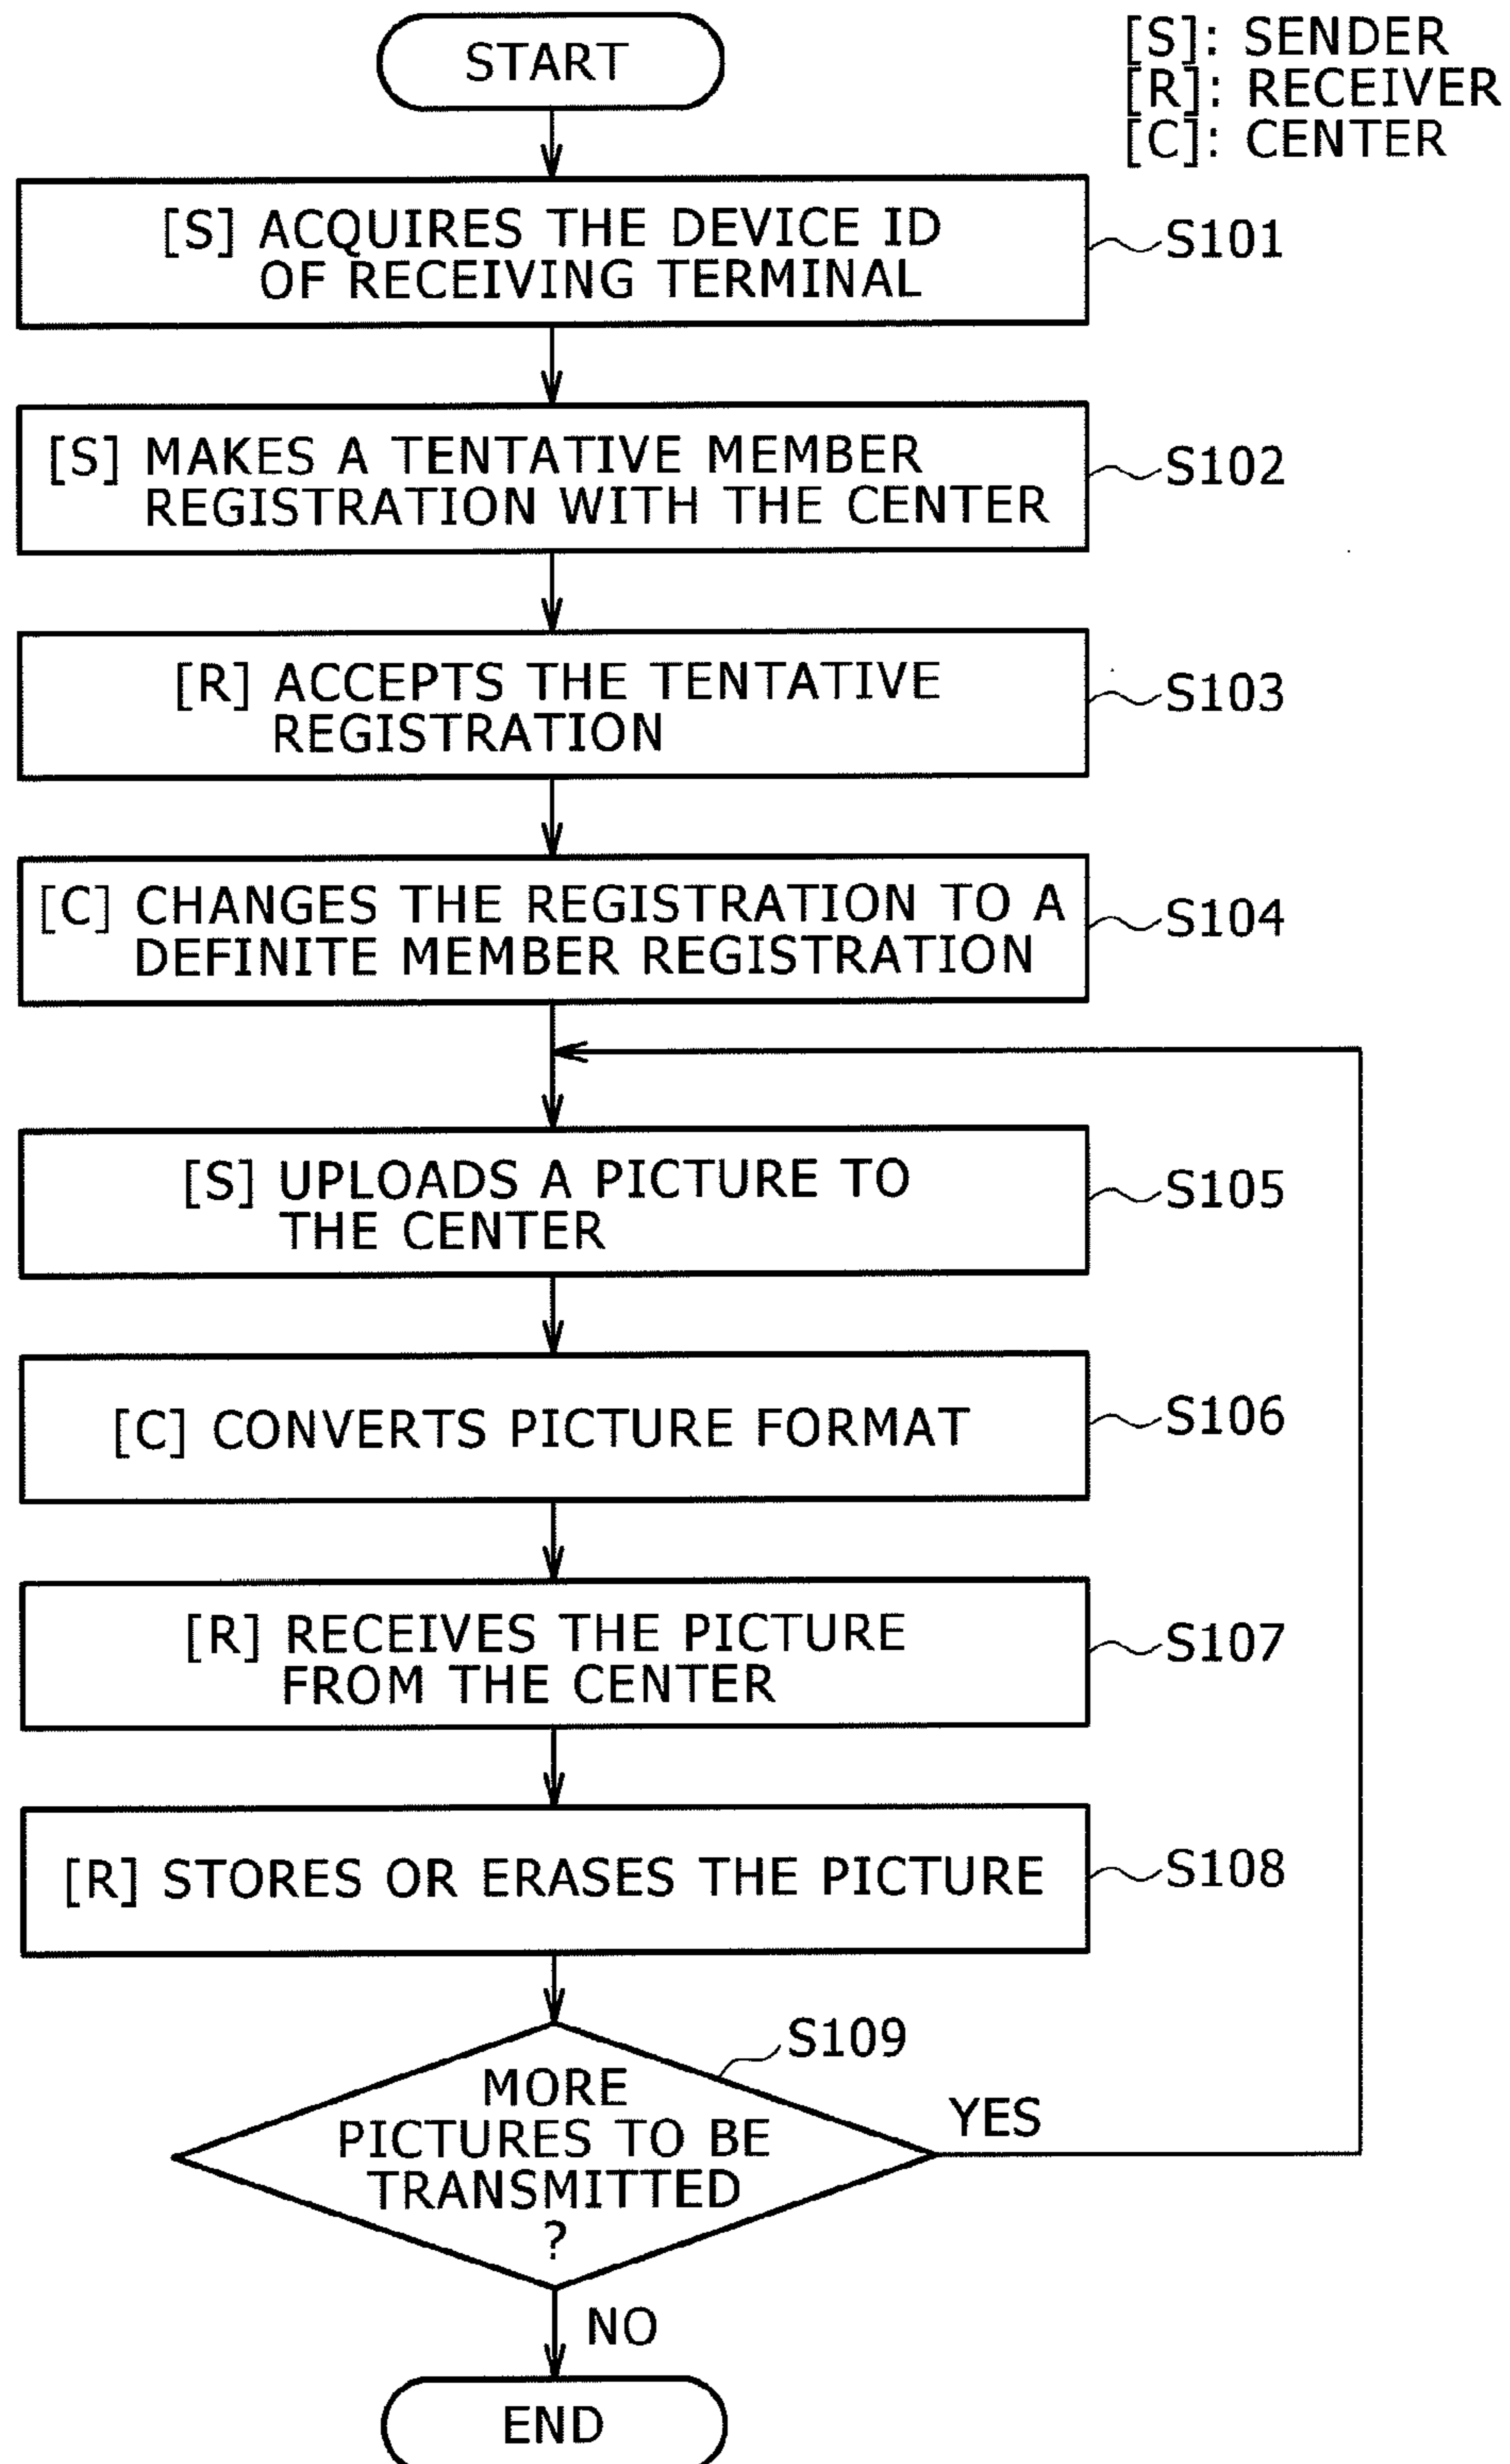 START
[S]: SENDER
[R]: RECEIVER
[C]: CENTER
[S] ACQUIRES THE DEVICE ID
OF RECEIVING TERMINAL
S101
[S] MAKES A TENTATIVE MEMBER
REGISTRATION WITH THE CENTER
S102
[R] ACCEPTS THE TENTATIVE
REGISTRATION
S103
[C] CHANGES THE REGISTRATION TO A
DEFINITE MEMBER REGISTRATION
S104
[S] UPLOADS A PICTURE TO
THE CENTER
S105
[C] CONVERTS PICTURE FORMAT
S106
[R] RECEIVES THE PICTURE
FROM THE CENTER
S107
[R] STORES OR ERASES THE PICTURE
S108
S109
MORE
PICTURES TO BE
TRANSMITTED
?
YES
NO
END